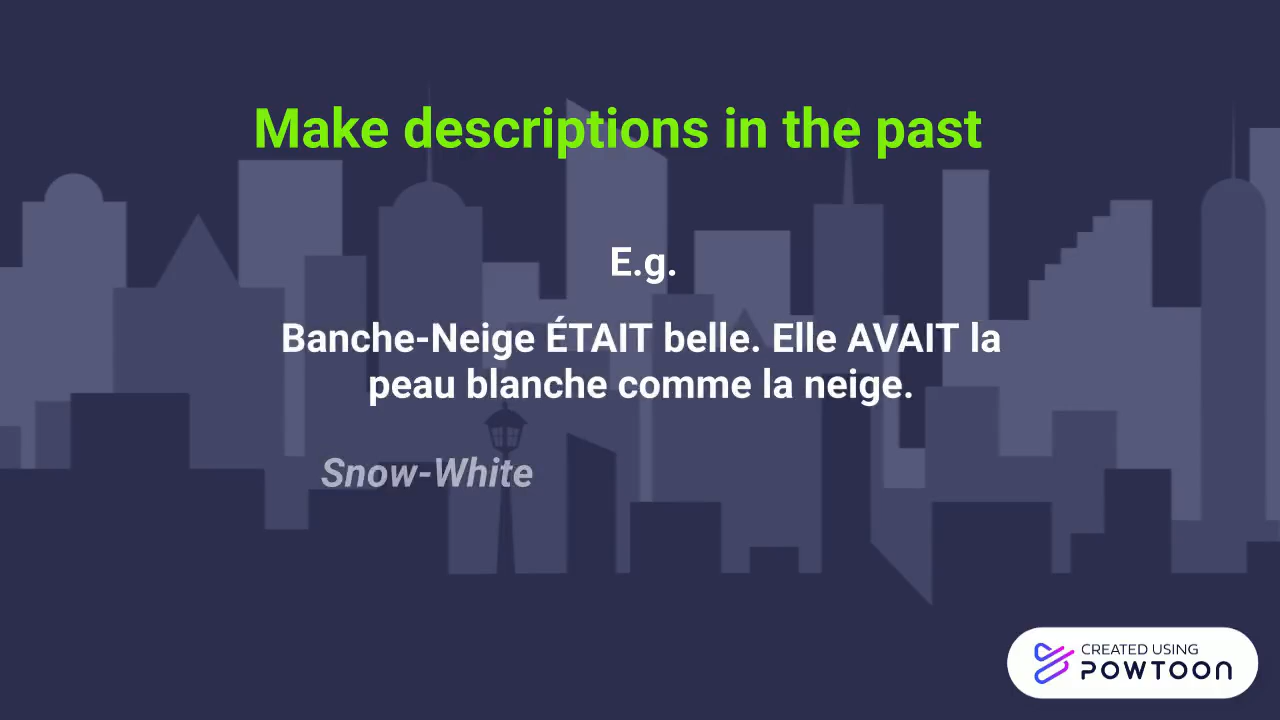 Make descriptions in the past
E.g.
Banche-Neige ÉTAIT belle. Elle AVAIT la
peau blanche comme la neige.
Snow-White
CREATED USING
POWTOON